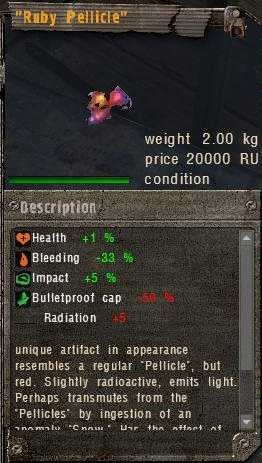 "Ruby Pellicle"
weight 2.00 kg
price 20000 RU
condition
Description
Health +1 %
Bleeding -33 %
Impact +5 %
Bulletproof cap -50 %
Radiation +5
unique artifact in appearance
resembles a regular "Pellicle", but
red. Slightly radioactive, emits light.
Perhaps transmutes from the
"Pellicles" by ingestion of an
anomaly "Snow." Has the effect of